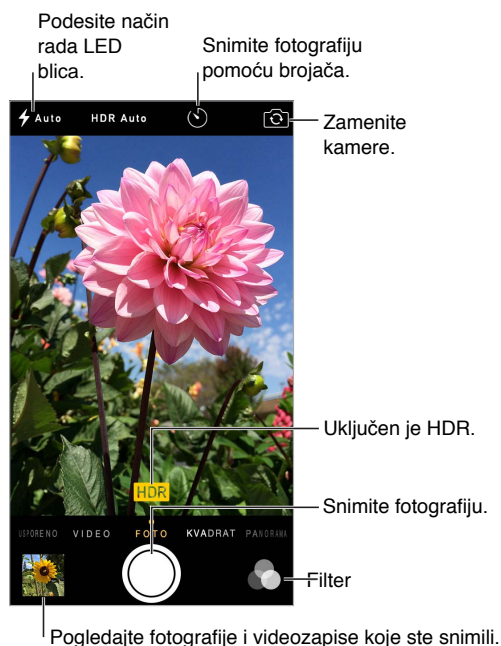 Podesite način
rada LED
blica.
Snimite fotografiju
pomoću brojača.
Auto
HDR Auto
Zamenite
kamere.
Uključen je HDR.
HDR
Snimite fotografiju.
USPORENO VIDEO FOTO KVADRAT PANORAMA
Filter
Pogledajte fotografije i videozapise koje ste snimili.